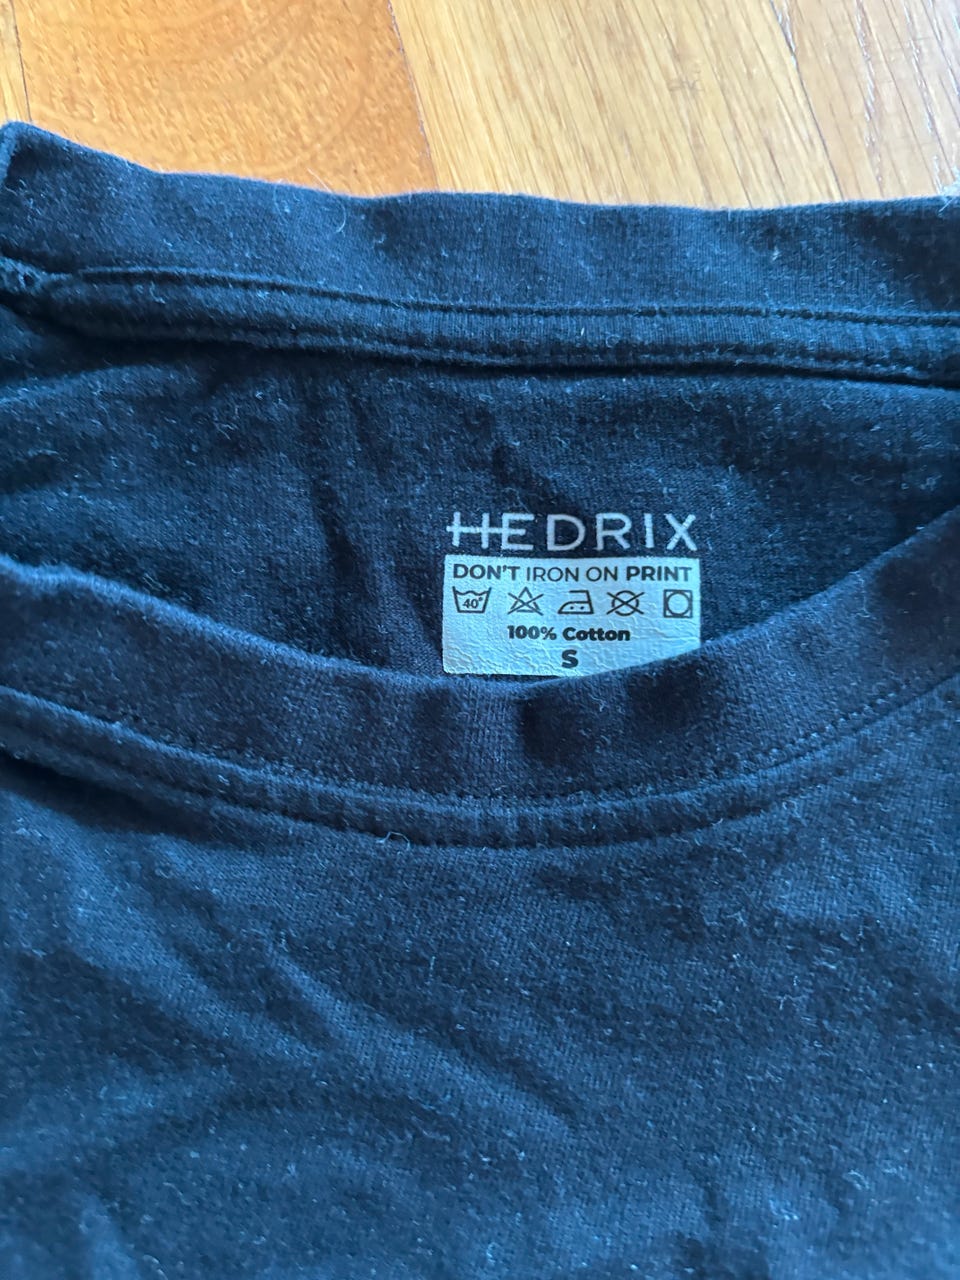 HEDRIX
DON'T IRON ON PRINT
40°
100% Cotton
S